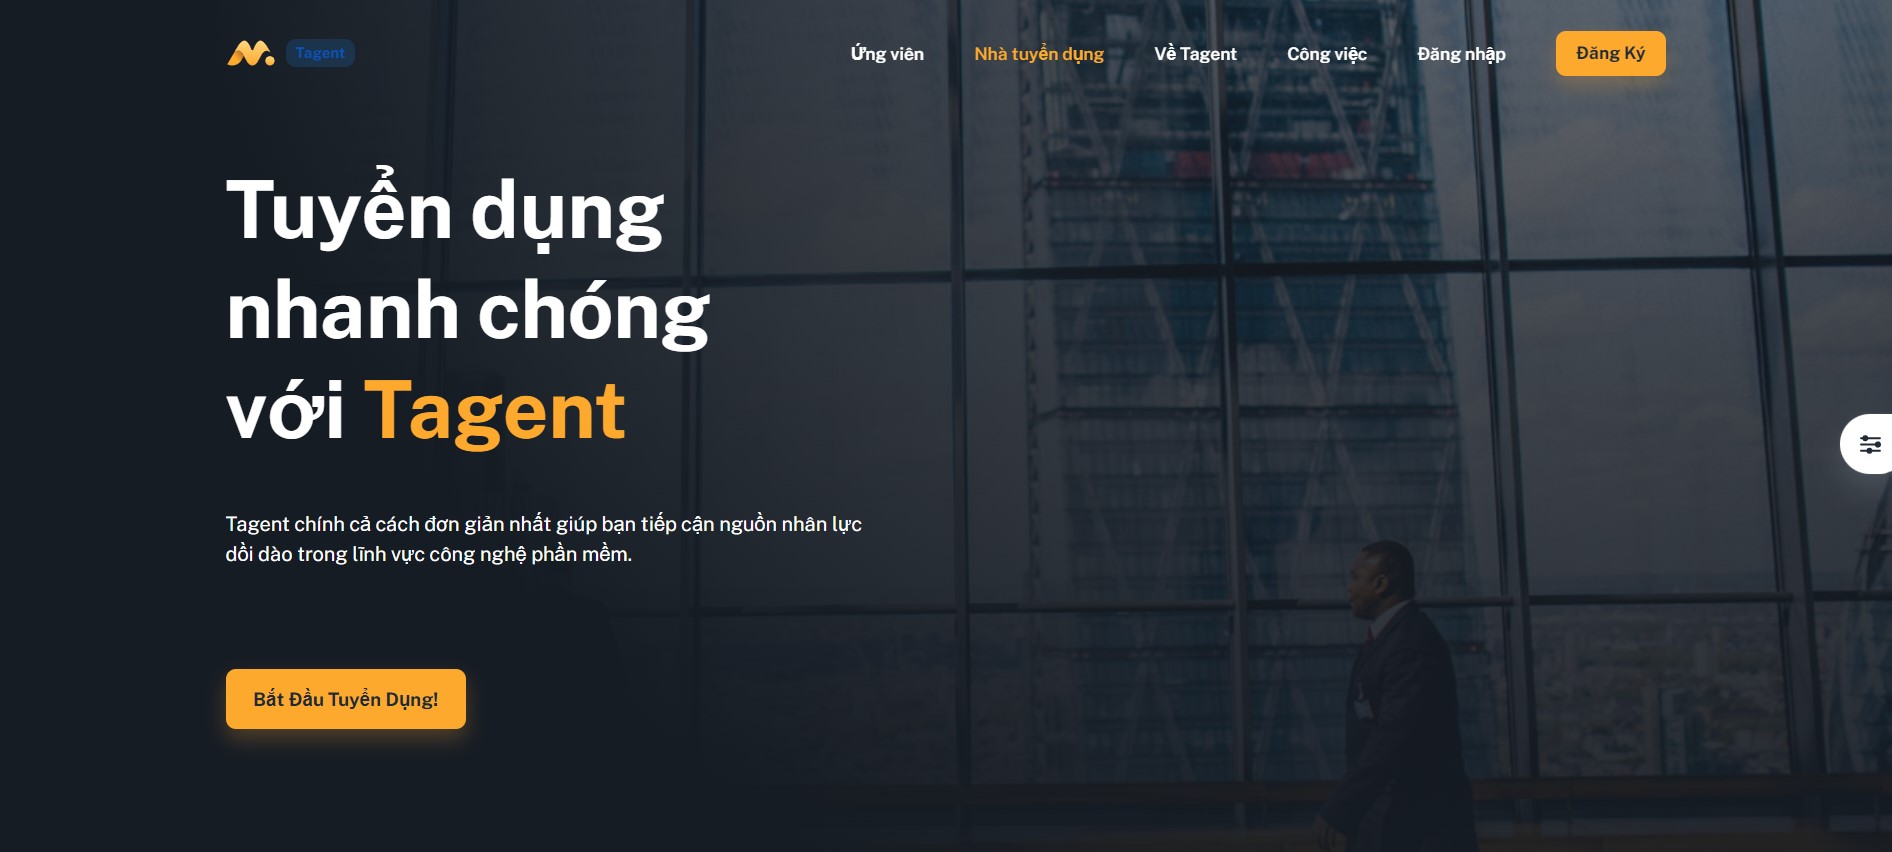 Tagent
Ứng viên
Nhà tuyển dụng
Về Tagent
Công việc
Đăng nhập
Đăng Ký
Tuyển dụng
nhanh chóng
với Tagent
Tagent chính cả cách đơn giản nhất giúp bạn tiếp cận nguồn nhân lực
dồi dào trong lĩnh vực công nghệ phần mềm.
Bắt Đầu Tuyển Dụng!